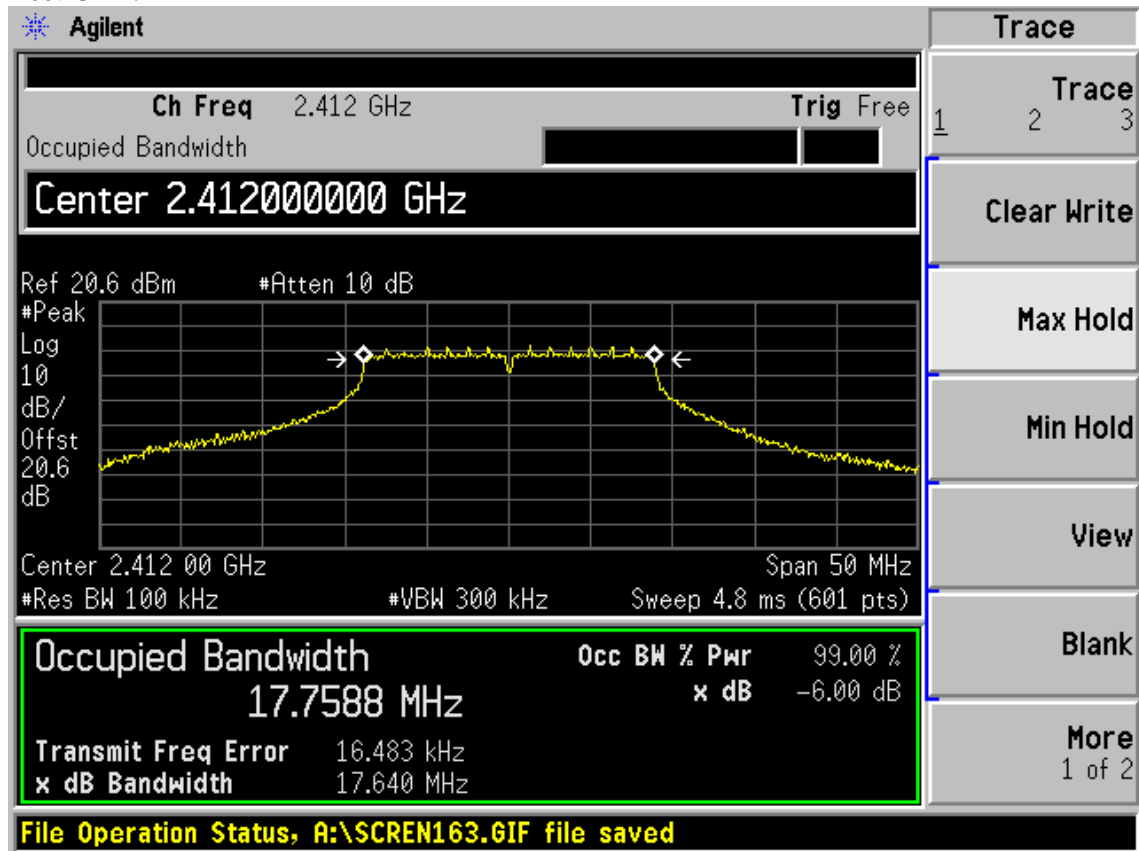 Agilent
Trace
Ch Freq 2.412 GHz Trig Free
Occupied Bandwidth
Center 2.412000000 GHz
Ref 20.6 dBm #Atten 10 dB
#Peak
Log
10
dB/
Offst
20.6
dB
Center 2.412 00 GHz Span 50 MHz
#Res BW 100 kHz #VBW 300 kHz Sweep 4.8 ms (601 pts)
Occupied Bandwidth Occ BW % Pwr 99.00 %
17.7588 MHz x dB -6.00 dB
Transmit Freq Error 16.483 kHz
x dB Bandwidth 17.640 MHz
Trace
1 2 3
Clear Write
Max Hold
Min Hold
View
Blank
More
1 of 2
File Operation Status, A:\SCREN163.GIF file saved